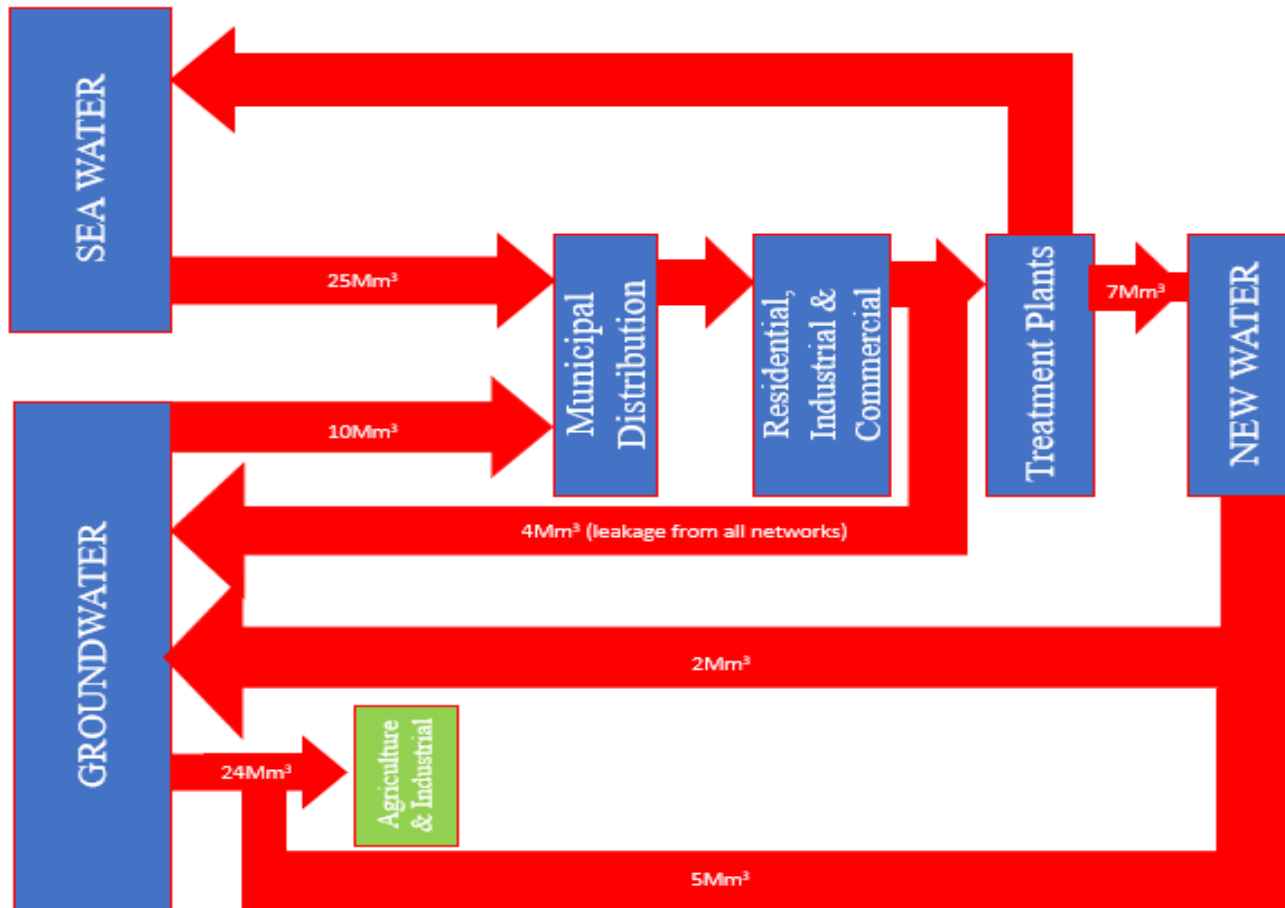 SEA WATER
25Mm³
Municipal
Distribution
Residential,
Industrial &
Commercial
Treatment Plants
7Mm³
NEW WATER
GROUNDWATER
10Mm³
4Mm³ (leakage from all networks)
2Mm³
24Mm³
Agriculture
& Industrial
5Mm³